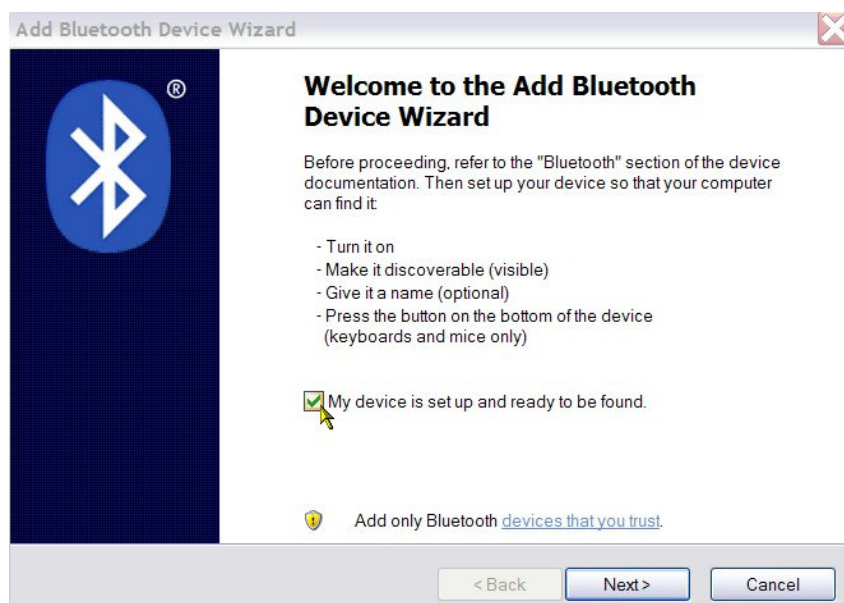 Add Bluetooth Device Wizard
®
Welcome to the Add Bluetooth
Device Wizard
Before proceeding, refer to the "Bluetooth" section of the device
documentation. Then set up your device so that your computer
can find it:
- Turn it on
- Make it discoverable (visible)
- Give it a name (optional)
- Press the button on the bottom of the device
(keyboards and mice only)
My device is set up and ready to be found.
Add only Bluetooth devices that you trust.
< Back Next > Cancel